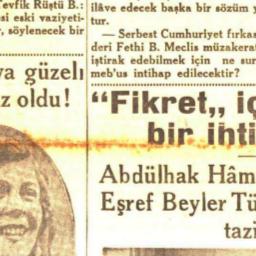 Tevfik Rüştü B.:
si eski vaziyeti-
, söylenecek bir
ya güzeli
z oldu!
ilâve edecek başka bir sözüm y
tur.
— Serbest Cumhuriyet fırkas
deri Fethi B. Meclis müzakerat
iştirak edebilmek için ne sur
meb'us intihap edilecektir?
“Fikret,, iç
bir ihti
Abdülhak Hâm
Eşref Beyler Tü
tazi